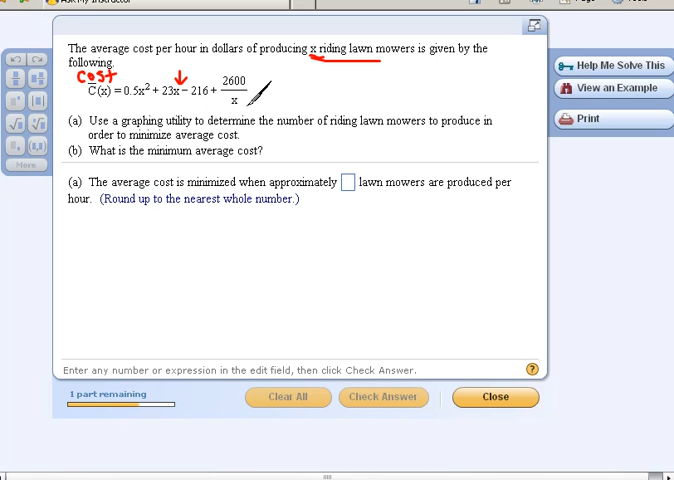 The average cost per hour in dollars of producing x riding lawn mowers is given by the
following.
cost
C̅(x) = 0.5x² + 23x − 216 + 2600/x
(a) Use a graphing utility to determine the number of riding lawn mowers to produce in
order to minimize average cost.
(b) What is the minimum average cost?
(a) The average cost is minimized when approximately lawn mowers are produced per
hour. (Round up to the nearest whole number.)
Enter any number or expression in the edit field, then click Check Answer.
?
1 part remaining
Clear All
Check Answer
Close
Help Me Solve This
View an Example
Print
More